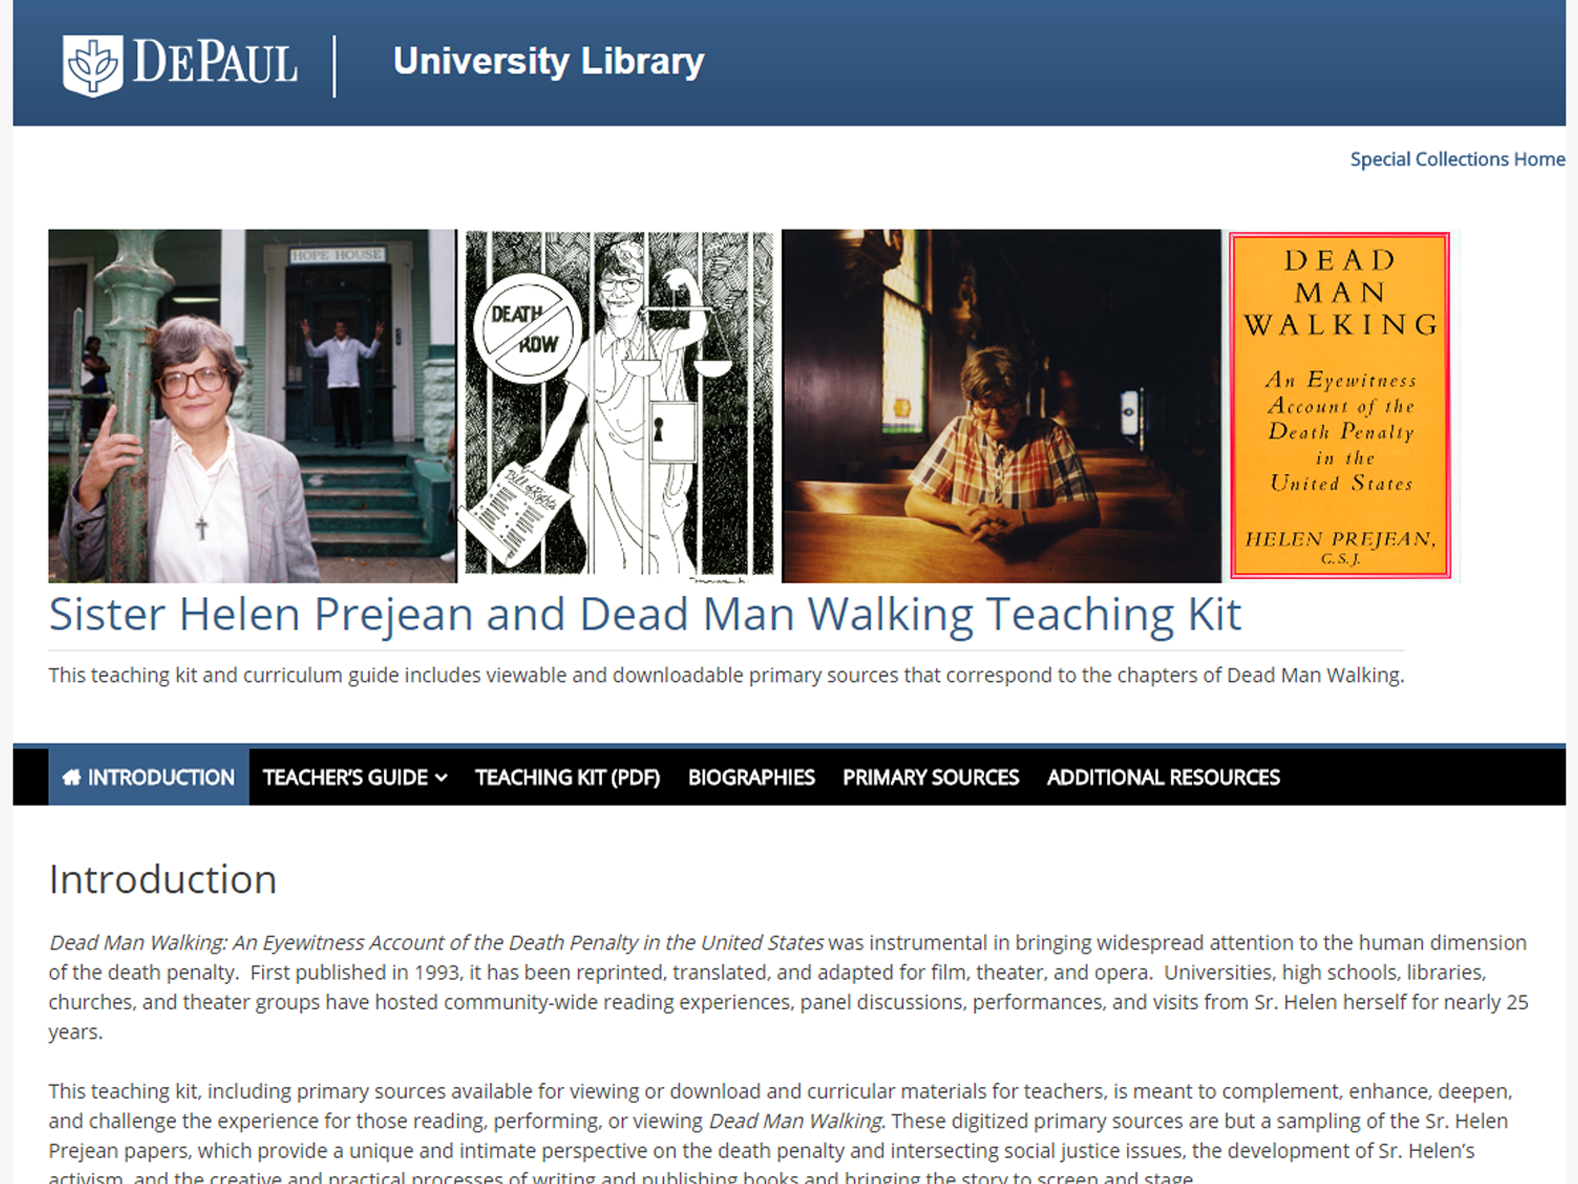 DEPAUL
University Library
Special Collections Home
HOPE HOUSE
DEATH
ROW
Bill of Rights
DEAD
MAN
WALKING
An Eyewitness
Account of the
Death Penalty
in the
United States
HELEN PREJEAN,
C.S.J.
Sister Helen Prejean and Dead Man Walking Teaching Kit
This teaching kit and curriculum guide includes viewable and downloadable primary sources that correspond to the chapters of Dead Man Walking.
INTRODUCTION TEACHER'S GUIDE TEACHING KIT (PDF) BIOGRAPHIES PRIMARY SOURCES ADDITIONAL RESOURCES
Introduction
Dead Man Walking: An Eyewitness Account of the Death Penalty in the United States was instrumental in bringing widespread attention to the human dimension
of the death penalty. First published in 1993, it has been reprinted, translated, and adapted for film, theater, and opera. Universities, high schools, libraries,
churches, and theater groups have hosted community-wide reading experiences, panel discussions, performances, and visits from Sr. Helen herself for nearly 25
years.
This teaching kit, including primary sources available for viewing or download and curricular materials for teachers, is meant to complement, enhance, deepen,
and challenge the experience for those reading, performing, or viewing Dead Man Walking. These digitized primary sources are but a sampling of the Sr. Helen
Prejean papers, which provide a unique and intimate perspective on the death penalty and intersecting social justice issues, the development of Sr. Helen's
activism, and the creative and practical processes of writing and publishing books and bringing the story to screen and stage.